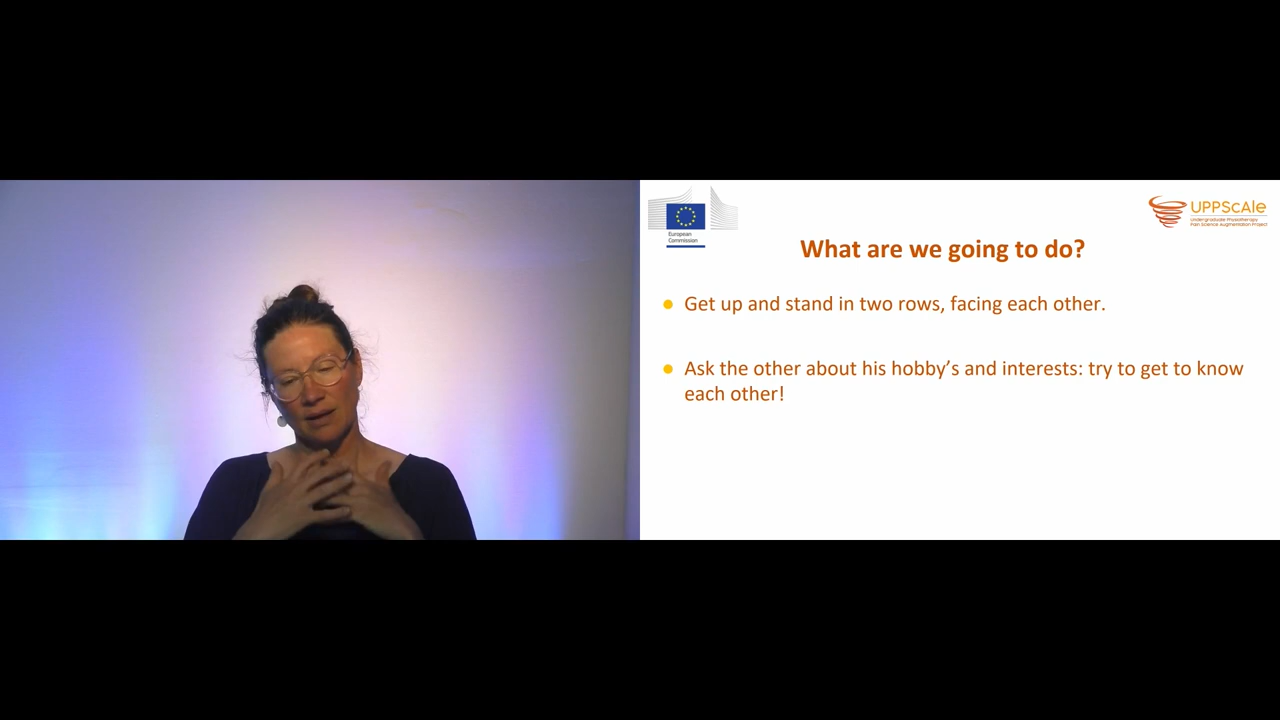 European
Commission
UPPScale
Undergraduate Physiotherapy
Pain Science Augmentation Project
What are we going to do?
Get up and stand in two rows, facing each other.
Ask the other about his hobby’s and interests: try to get to know
each other!